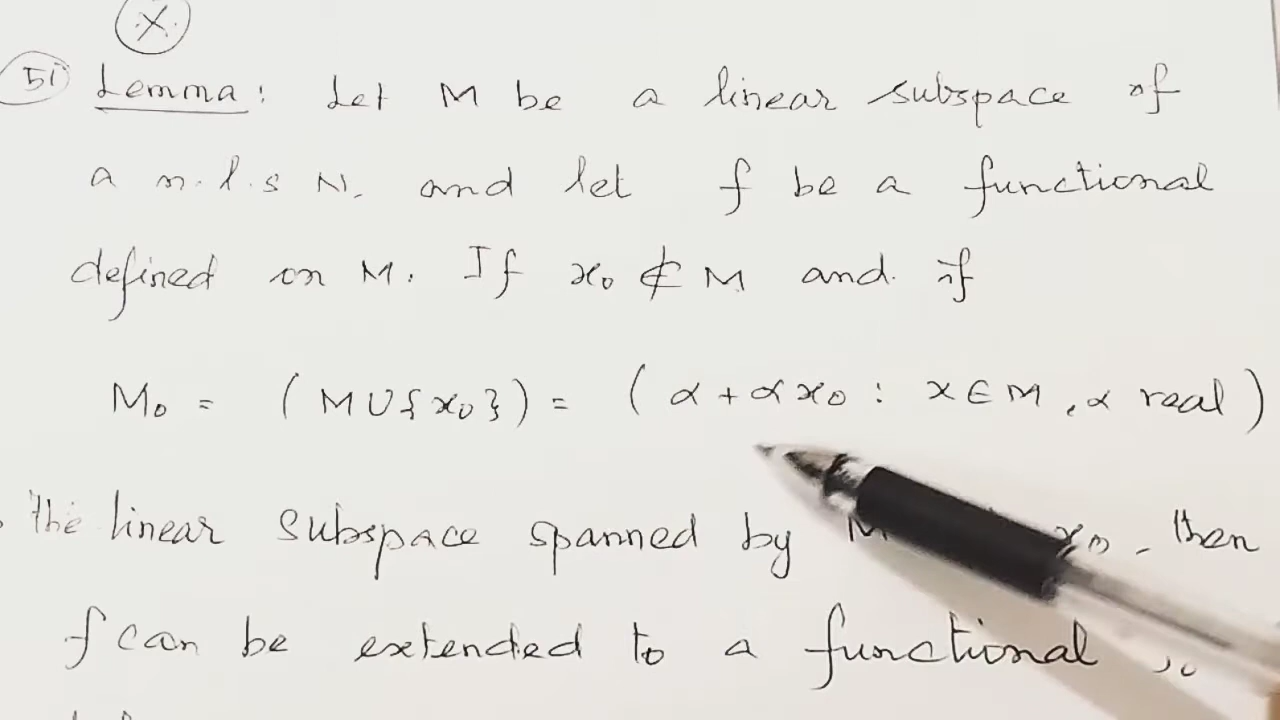 X
51 Lemma: Let M be a linear subspace of
a n.l.s N, and let f be a functional
defined on M. If x₀ ⊄ M and if
M₀ = (M∪{x₀}) = (α + αx₀ : x∈M, α real)
The linear subspace spanned by M x₀, then
f can be extended to a functional